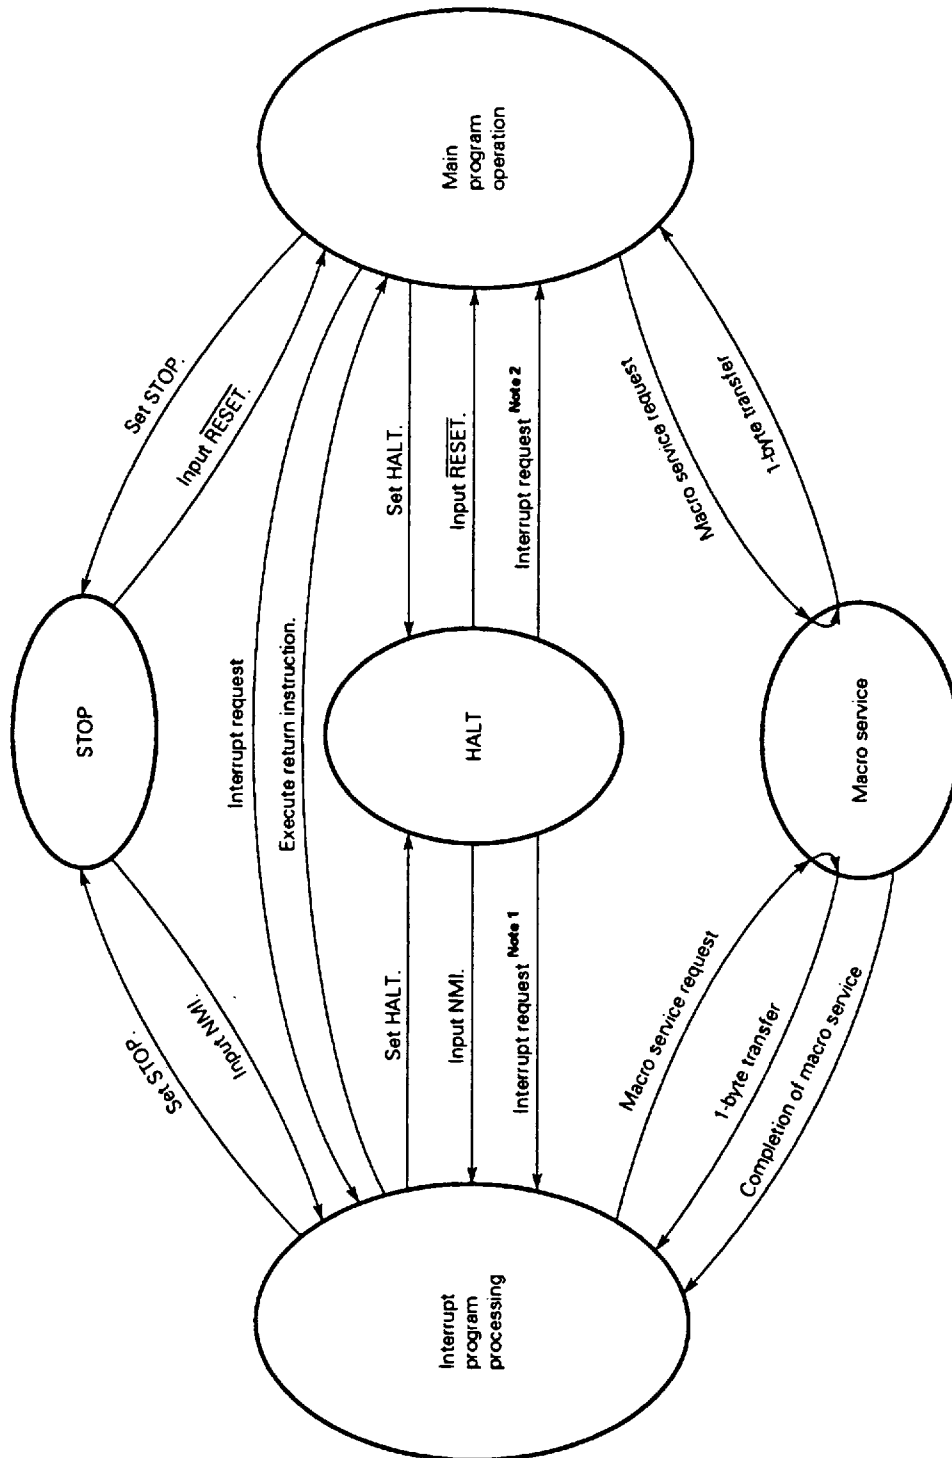 Main
program
operation
Set STOP.
Input RESET.
Interrupt request
Execute return instruction.
Set HALT.
Input RESET.
Interrupt request Note 2
Macro service request
1-byte transfer
STOP
HALT
Macro service
Set STOP.
Input NMI.
Set HALT.
Input NMI.
Interrupt request Note 1
Macro service request
1-byte transfer
Completion of macro service
Interrupt
program
processing